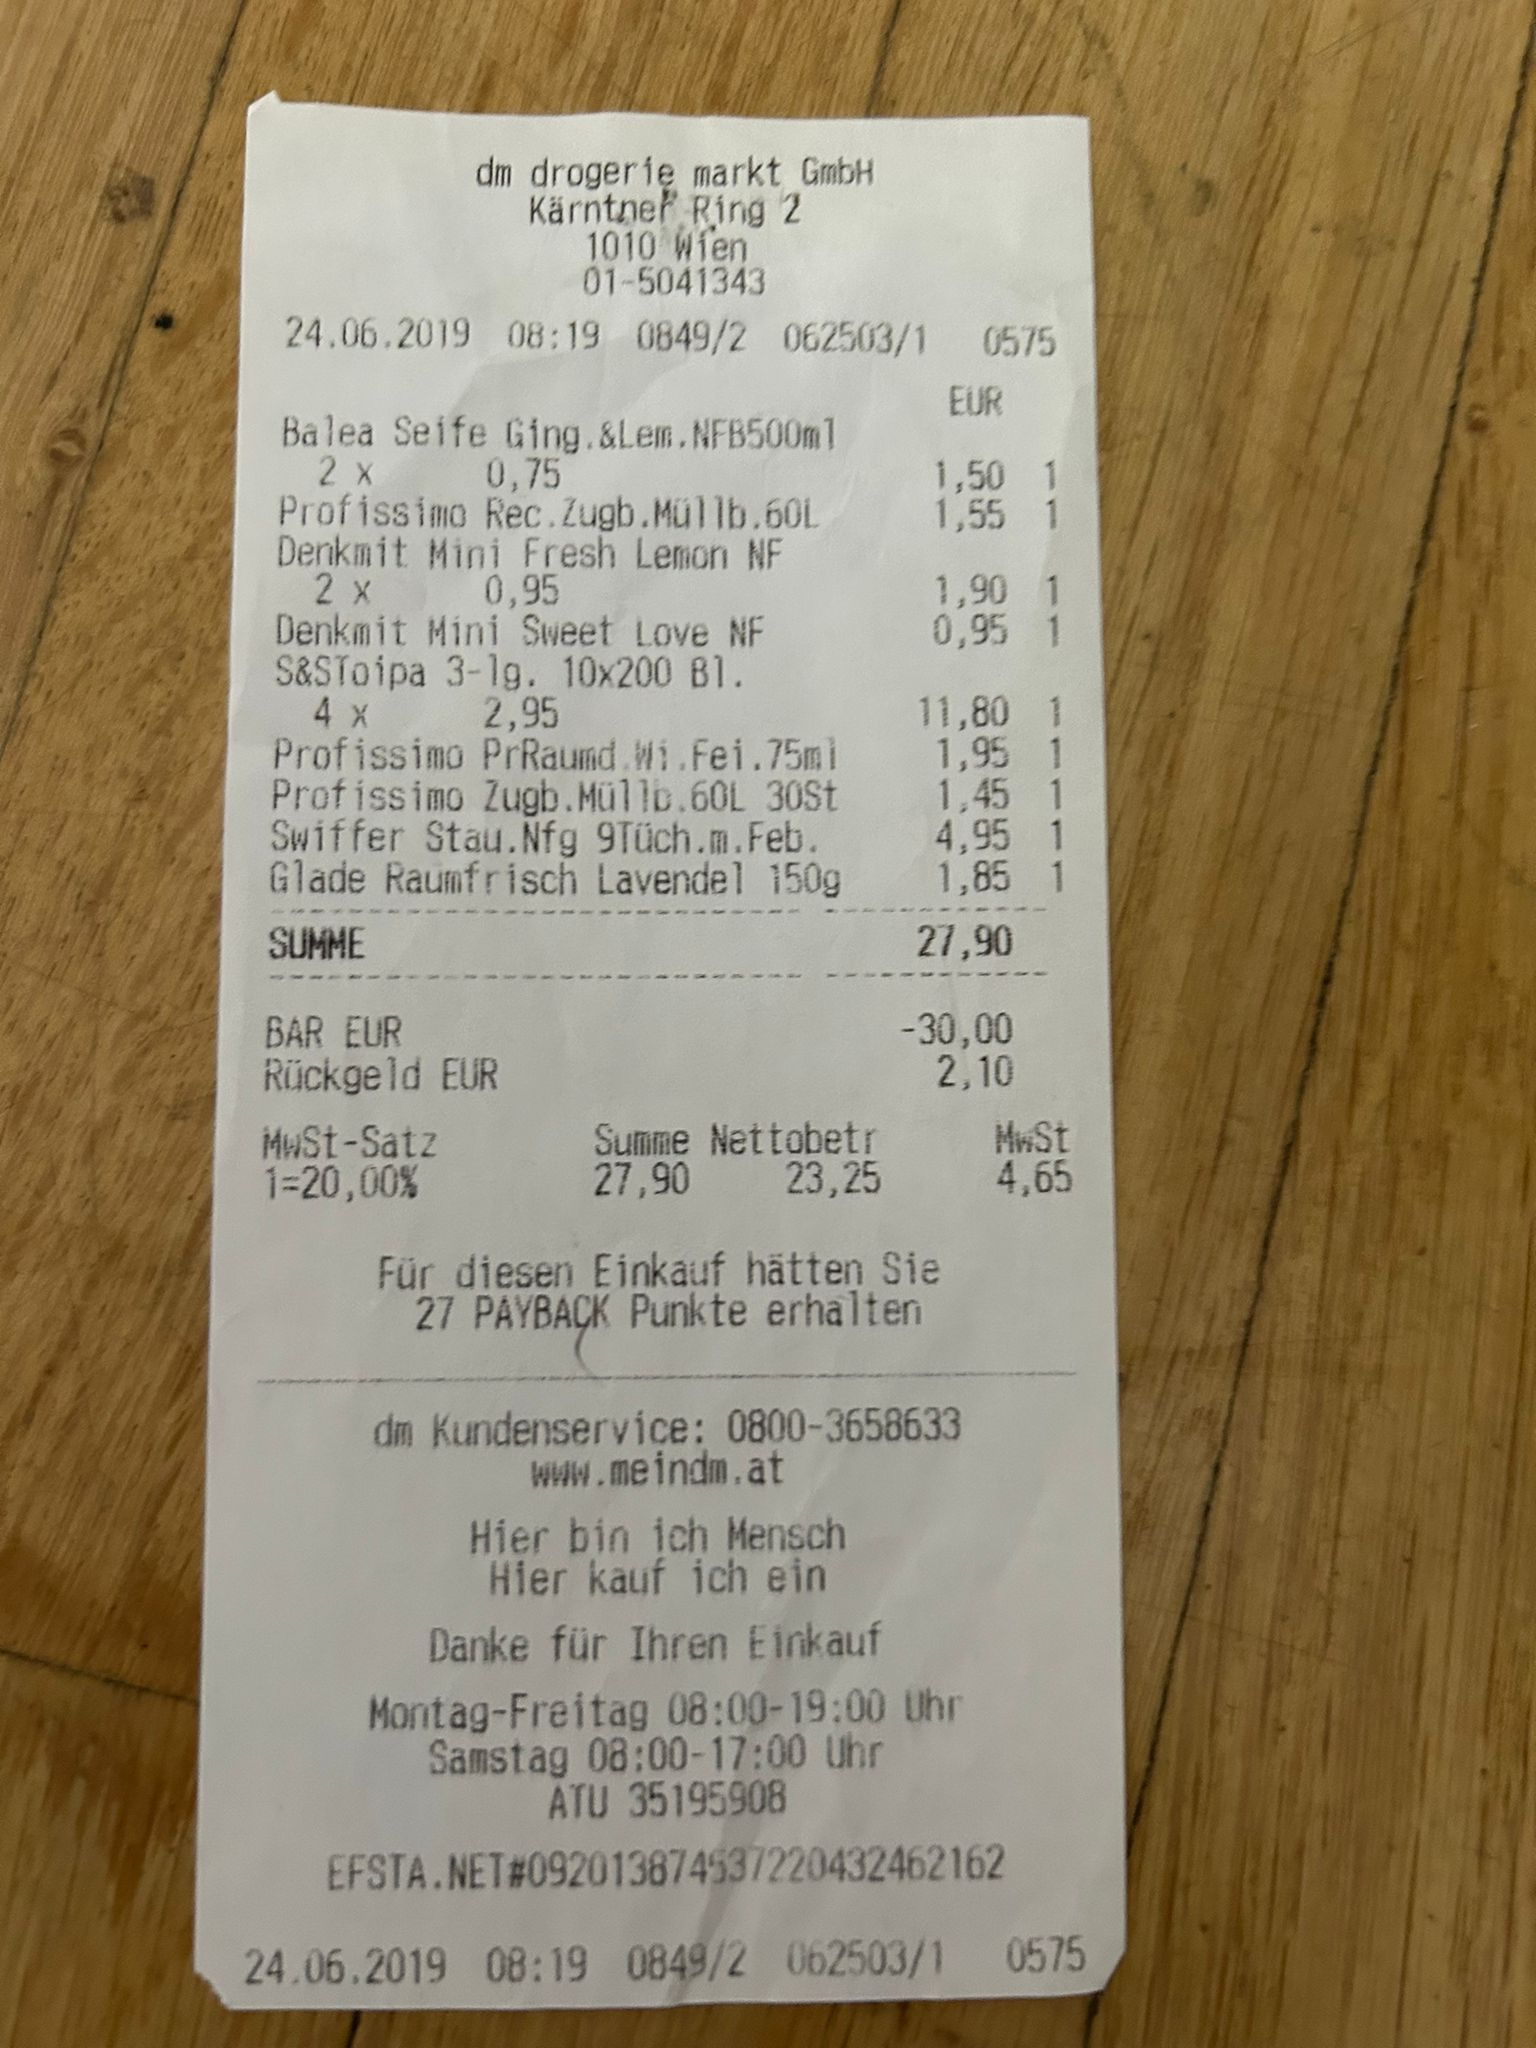 dm drogerie markt GmbH
Kärntner Ring 2
1010 Wien
01-5041343
24.06.2019 08:19 0849/2 062503/1 0575
EUR
Balea Seife Ging.&Lem.NFB500ml
2 x 0,75 1,50 1
Profissimo Rec.Zugb.Müllb.60L 1,55 1
Denkmit Mini Fresh Lemon NF
2 x 0,95 1,90 1
Denkmit Mini Sweet Love NF 0,95 1
S&SToipa 3-lg. 10x200 Bl.
4 x 2,95 11,80 1
Profissimo PrRaumd.Wi.Fei.75ml 1,95 1
Profissimo Zugb.Müllb.60L 30St 1,45 1
Swiffer Stau.Nfg 9Tüch.m.Feb. 4,95 1
Glade Raumfrisch Lavendel 150g 1,85 1
SUMME 27,90
BAR EUR -30,00
Rückgeld EUR 2,10
MwSt-Satz Summe Nettobetr MwSt
1=20,00% 27,90 23,25 4,65
Für diesen Einkauf hätten Sie
27 PAYBACK Punkte erhalten
dm Kundenservice: 0800-3658633
www.meindm.at
Hier bin ich Mensch
Hier kauf ich ein
Danke für Ihren Einkauf
Montag-Freitag 08:00-19:00 Uhr
Samstag 08:00-17:00 Uhr
ATU 35195908
EFSTA.NET#092013874537220432462162
24.06.2019 08:19 0849/2 062503/1 0575